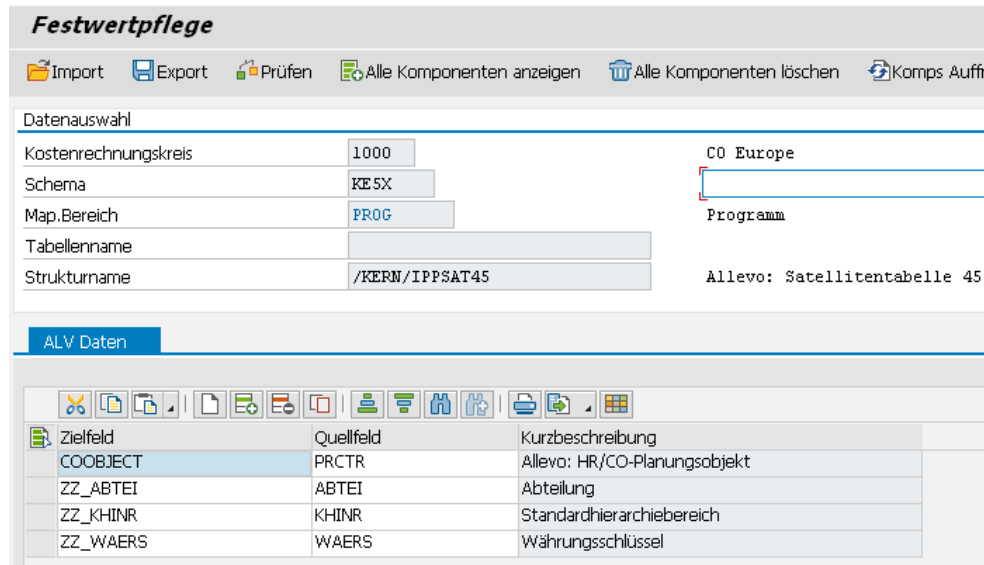 Festwertpflege
Import Export Prüfen Alle Komponenten anzeigen Alle Komponenten löschen Komps
Datenauswahl
Kostenrechnungskreis 1000 CO Europe
Schema KE5X
Map.Bereich PROG Programm
Tabellenname
Strukturname /KERN/IPPSAT45 Allevo: Satellitentabelle 45
ALV Daten
Zielfeld Quellfeld Kurzbeschreibung
COOBJECT PRCTR Allevo: HR/CO-Planungsobjekt
ZZ_ABTEI ABTEI Abteilung
ZZ_KHINR KHINR Standardhierarchiebereich
ZZ_WAERS WAERS Währungsschlüssel